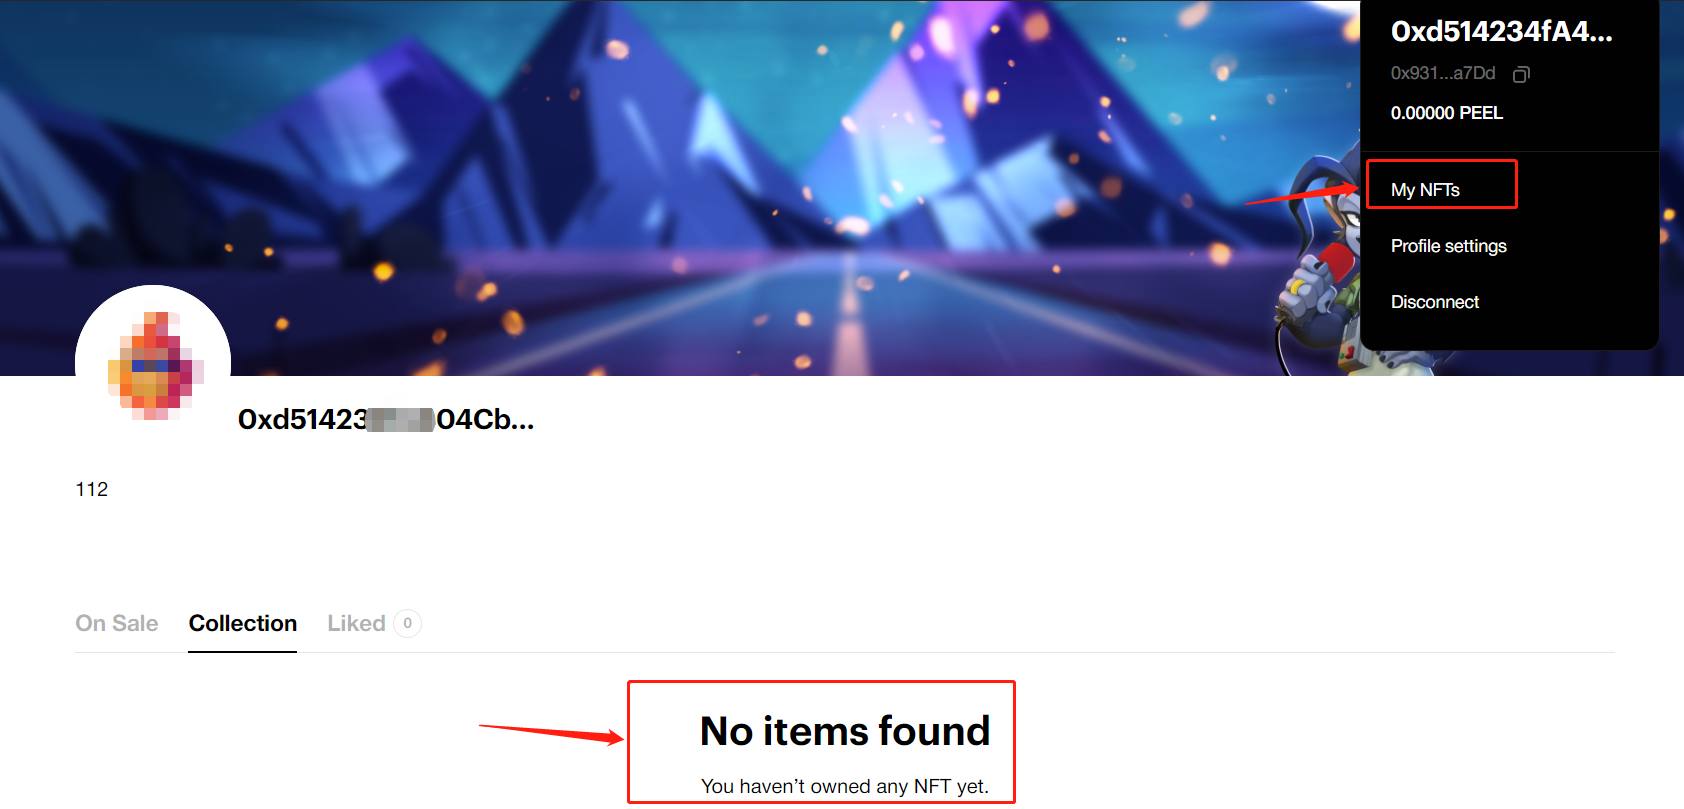 0xd514234fA4...
0x931...a7Dd
0.00000 PEEL
My NFTs
Profile settings
Disconnect
0xd51423 04Cb...
112
On Sale Collection Liked 0
No items found
You haven’t owned any NFT yet.